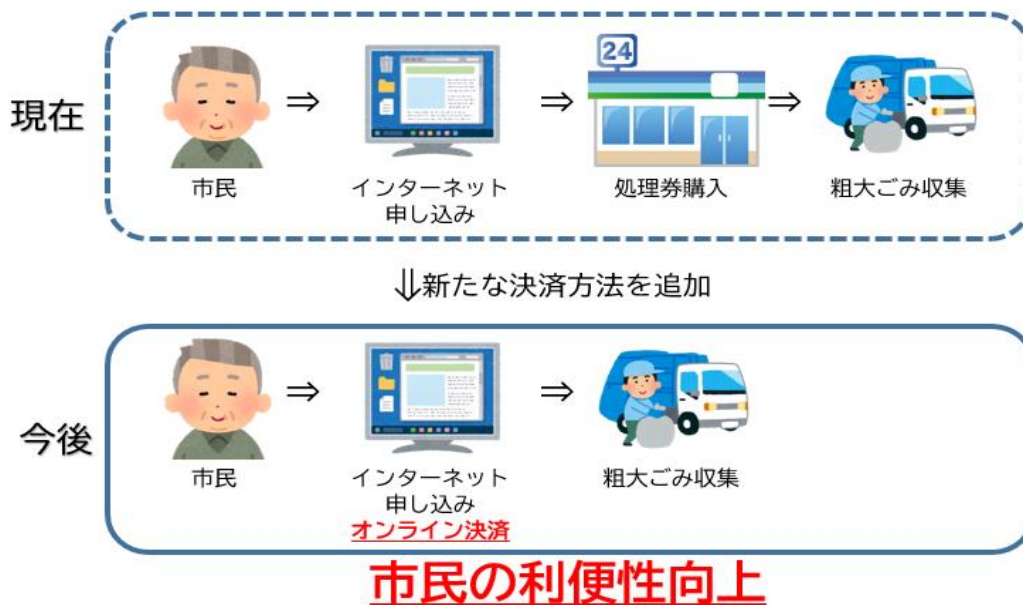 現在
24
⇒
⇒
⇒
市民
インターネット
申し込み
処理券購入
粗大ごみ収集
⇓新たな決済方法を追加
今後
⇒
⇒
市民
インターネット
申し込み
オンライン決済
粗大ごみ収集
市民の利便性向上